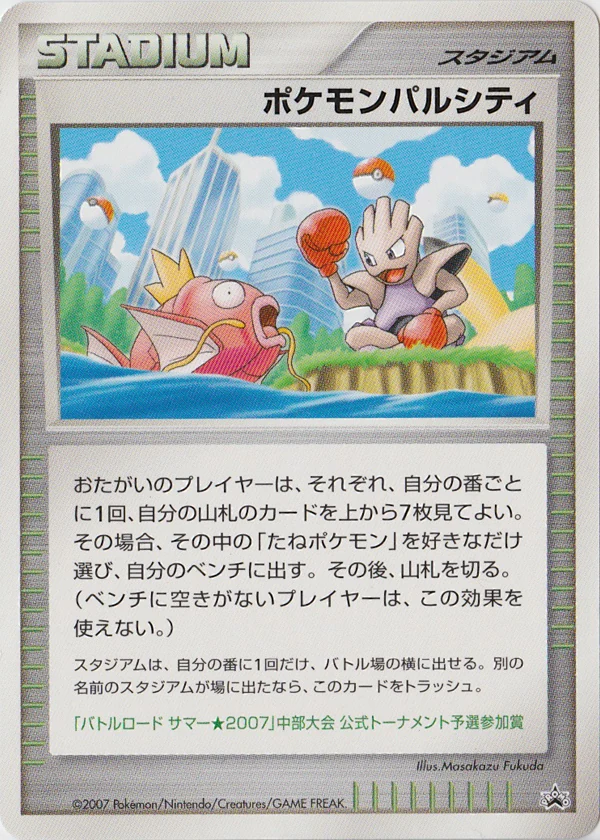 STADIUM
スタジアム
ポケモンパルシティ
おたがいのプレイヤーは、それぞれ、自分の番ごと
に1回、自分の山札のカードを上から7枚見てよい。
その場合、その中の「たねポケモン」を好きなだけ
選び、自分のベンチに出す。その後、山札を切る。
（ベンチに空きがないプレイヤーは、この効果を
使えない。）
スタジアムは、自分の番に1回だけ、バトル場の横に出せる。別の
名前のスタジアムが場に出たなら、このカードをトラッシュ。
「バトルロード サマー★2007」中部大会 公式トーナメント予選参加賞
Illus.Masakazu Fukuda
©2007 Pokémon/Nintendo/Creatures/GAME FREAK.